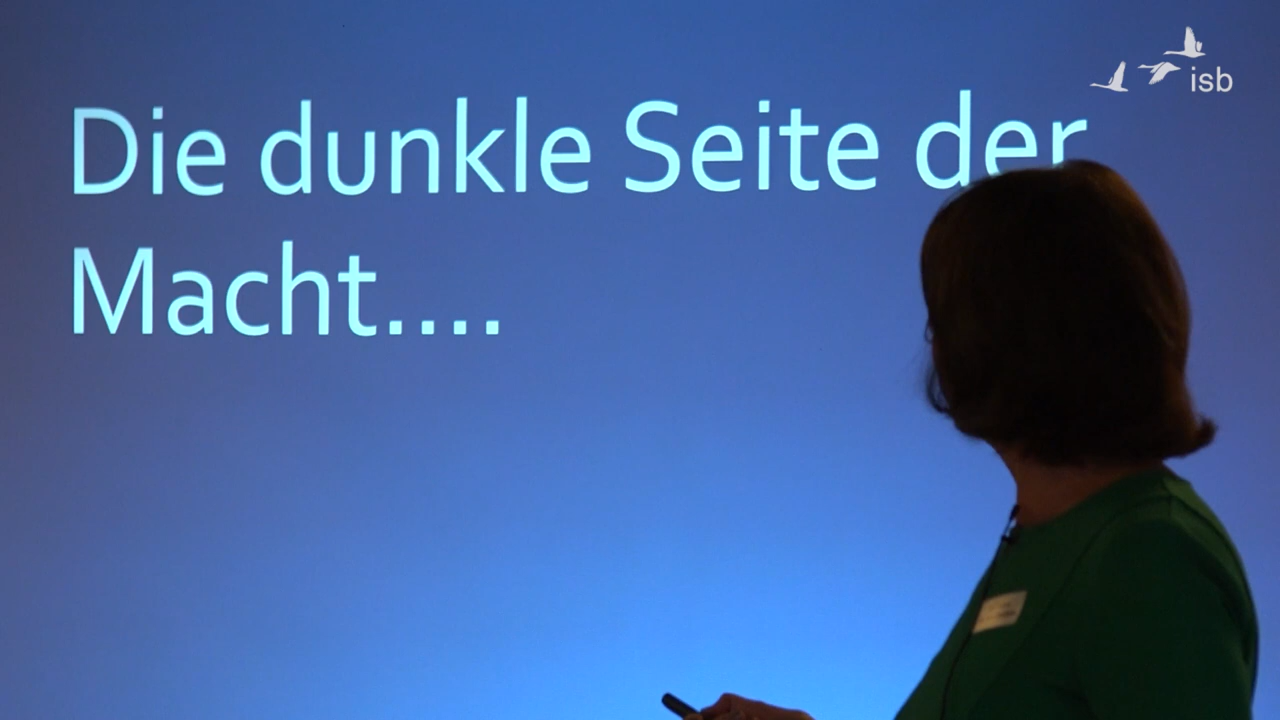 isb
Die dunkle Seite der
Macht....